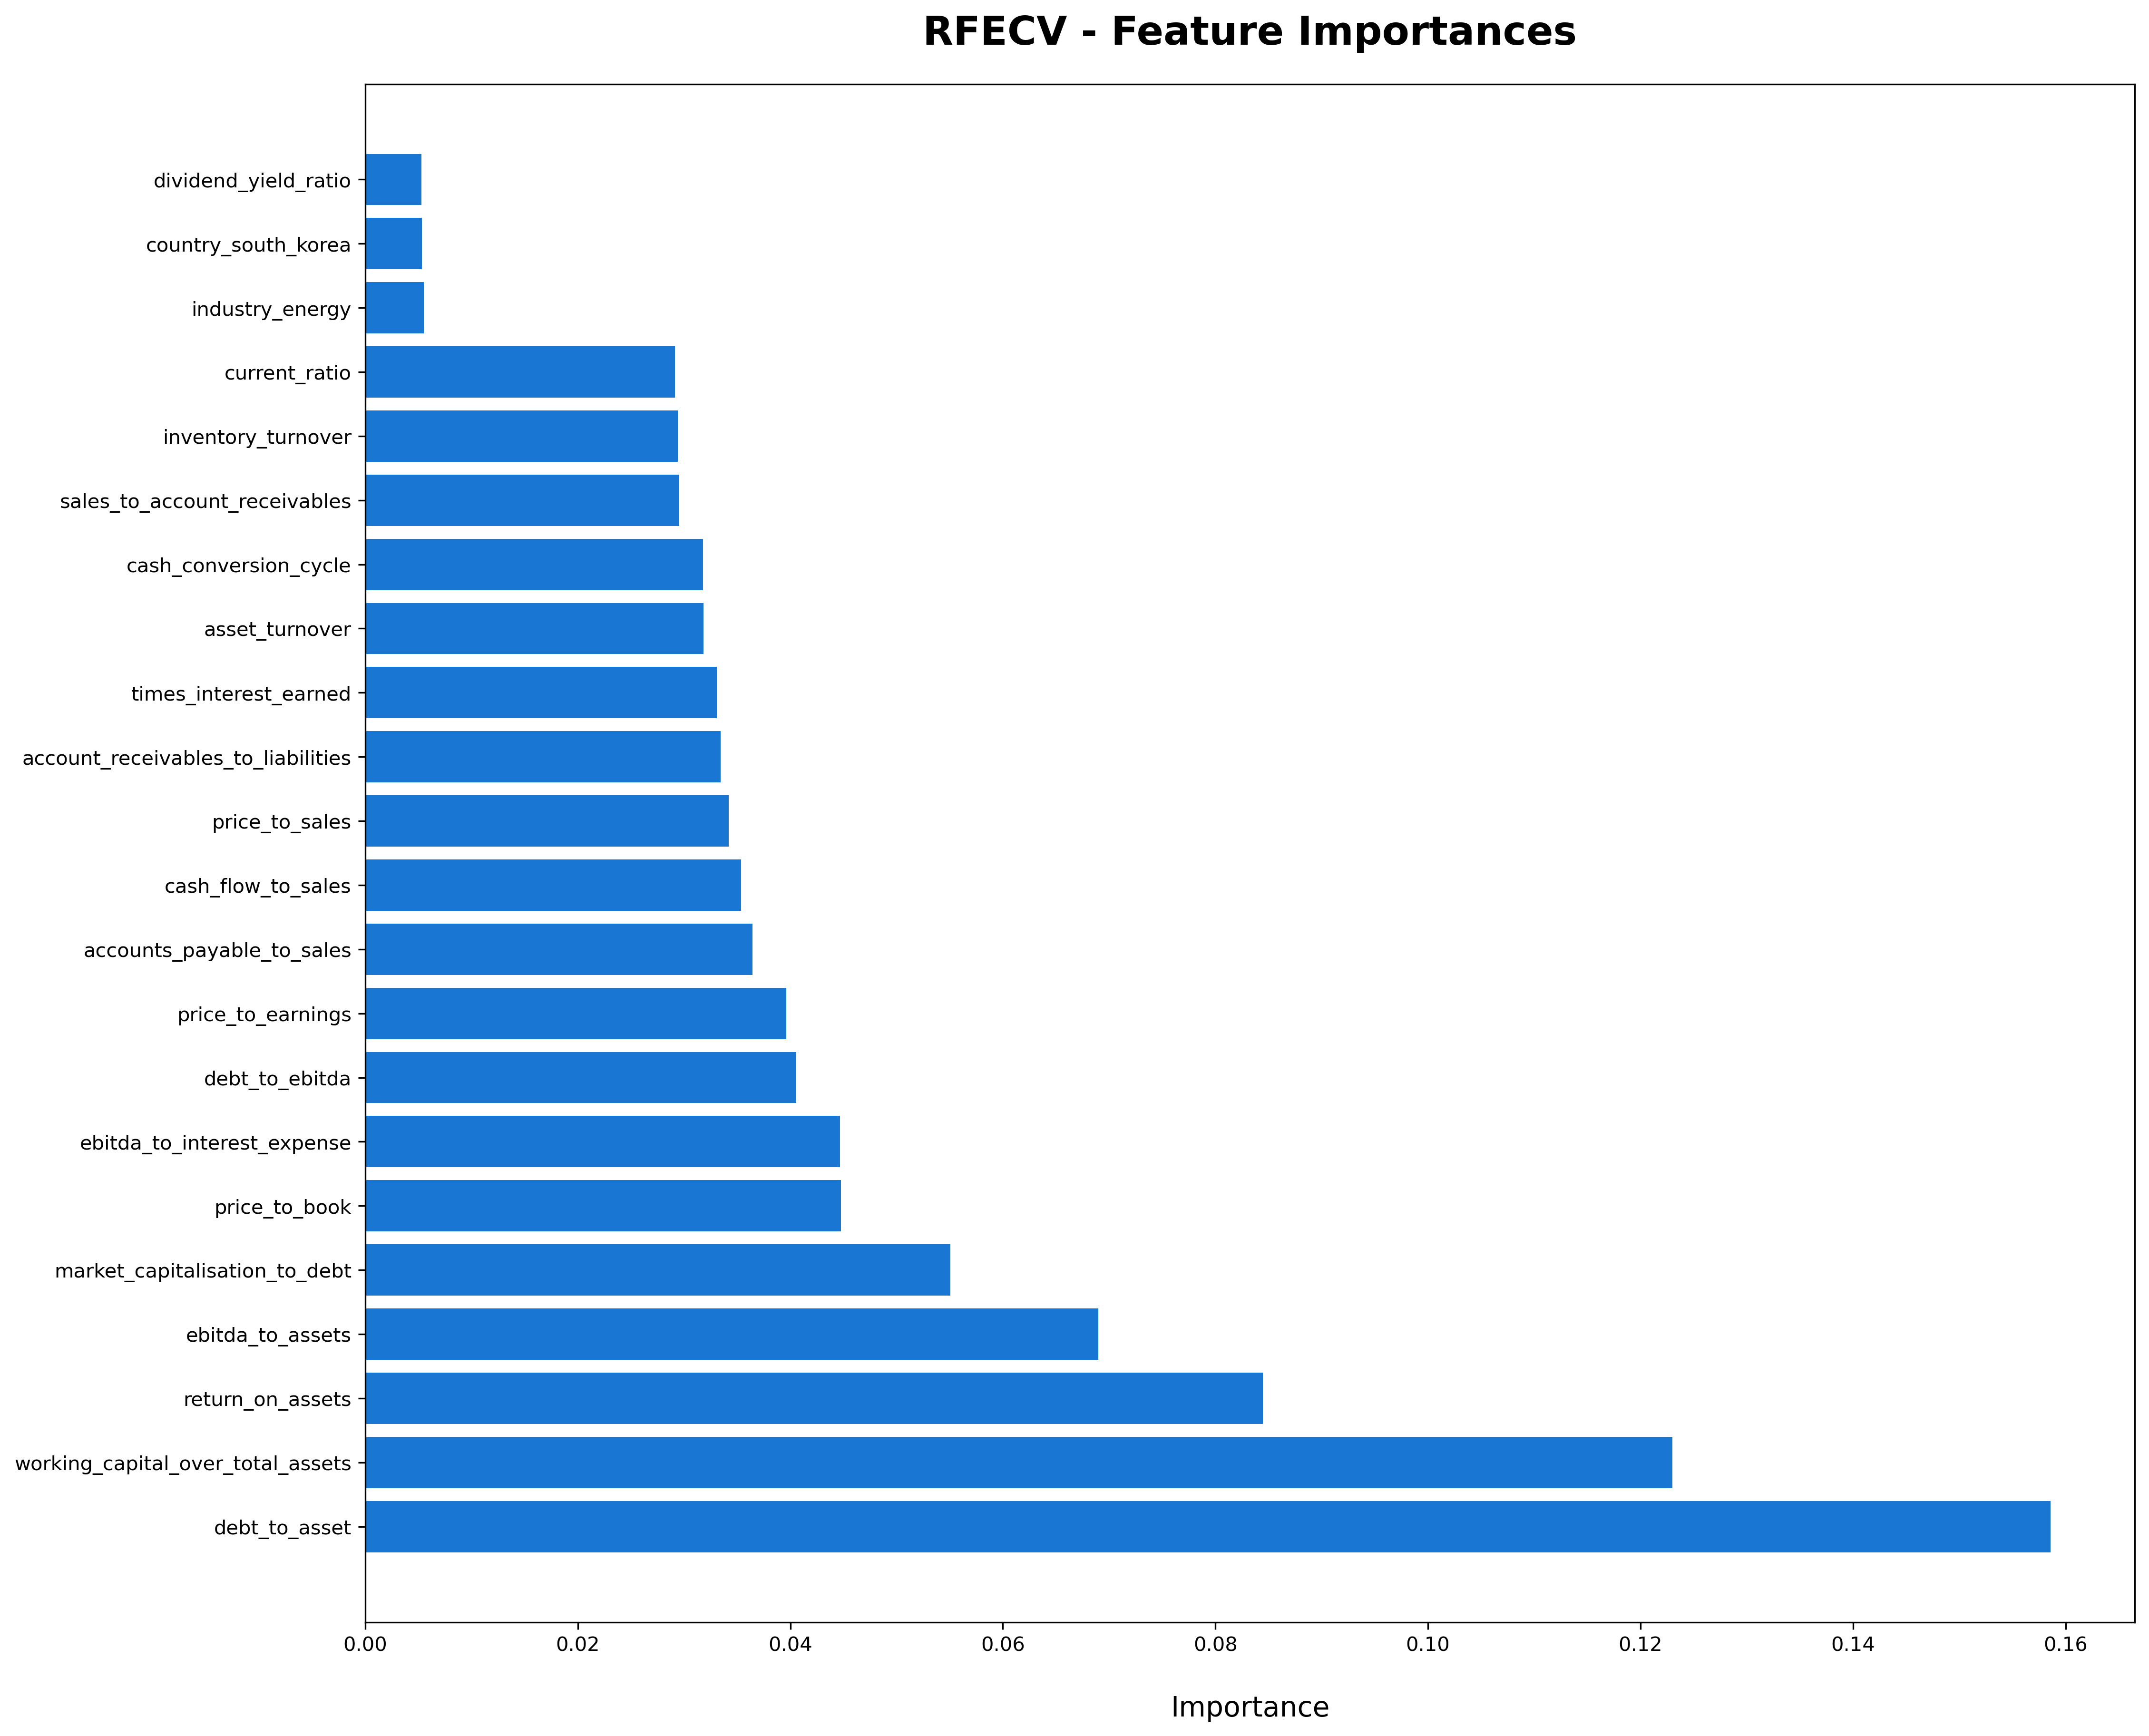 RFECV - Feature Importances
dividend_yield_ratio
country_south_korea
industry_energy
current_ratio
inventory_turnover
sales_to_account_receivables
cash_conversion_cycle
asset_turnover
times_interest_earned
account_receivables_to_liabilities
price_to_sales
cash_flow_to_sales
accounts_payable_to_sales
price_to_earnings
debt_to_ebitda
ebitda_to_interest_expense
price_to_book
market_capitalisation_to_debt
ebitda_to_assets
return_on_assets
working_capital_over_total_assets
debt_to_asset
0.00 0.02 0.04 0.06 0.08 0.10 0.12 0.14 0.16
Importance